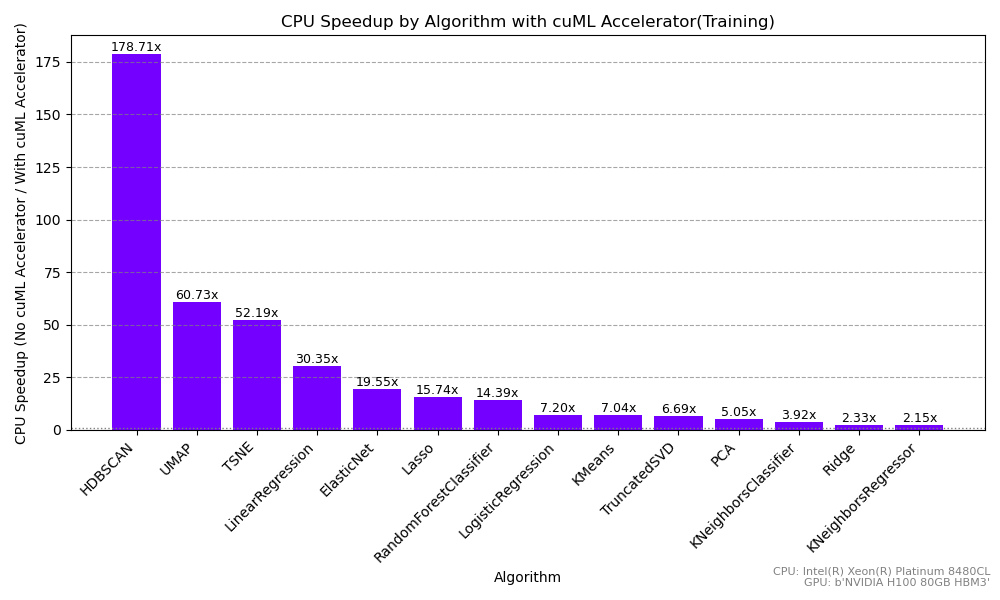 CPU Speedup by Algorithm with cuML Accelerator(Training)
CPU Speedup (No cuML Accelerator / With cuML Accelerator)
175
150
125
100
75
50
25
0
178.71x
60.73x
52.19x
30.35x
19.55x
15.74x
14.39x
7.20x
7.04x
6.69x
5.05x
3.92x
2.33x
2.15x
HDBSCAN
UMAP
TSNE
LinearRegression
ElasticNet
Lasso
RandomForestClassifier
LogisticRegression
KMeans
TruncatedSVD
PCA
KNeighborsClassifier
Ridge
KNeighborsRegressor
Algorithm
CPU: Intel(R) Xeon(R) Platinum 8480CL
GPU: b'NVIDIA H100 80GB HBM3'